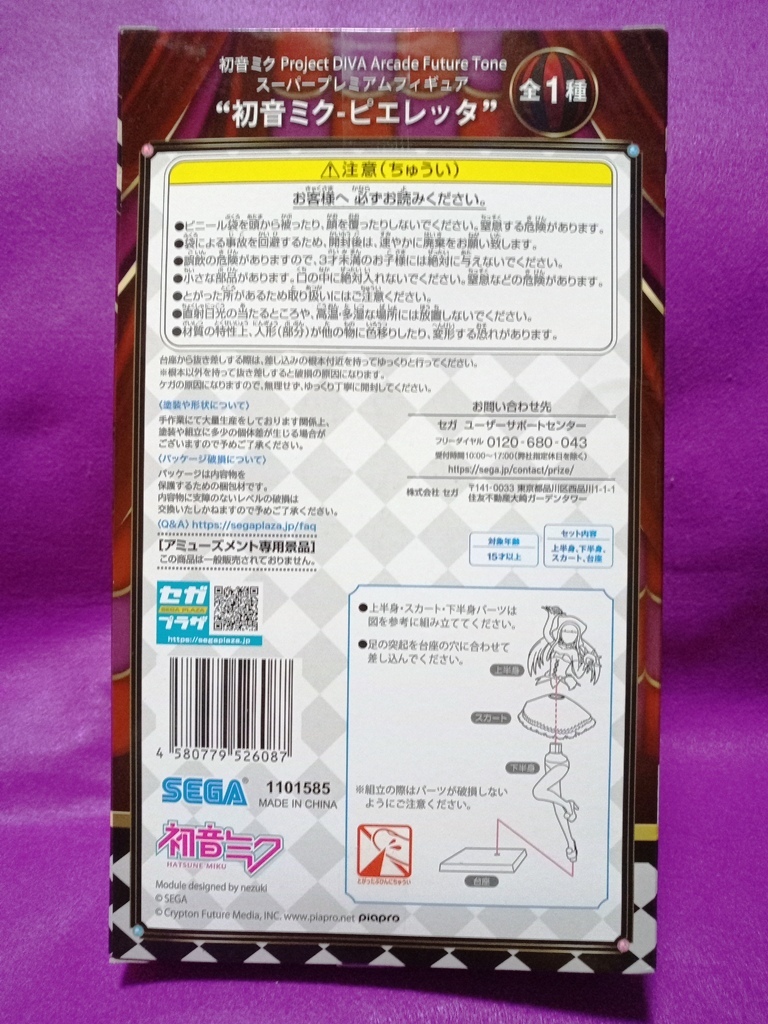 初音ミク Project DIVA Arcade Future Tone
スーパープレミアムフィギュア
“初音ミク-ピエレッタ”
全1種
⚠注意(ちゅうい)
お客様へ 必ずお読みください。
●ビニール袋を頭から被ったり、顔を覆ったりしないでください。窒息する危険があります。
●袋による事故を回避するため、開封後は、速やかに廃棄をお願い致します。
●誤飲の危険がありますので、3才未満のお子様には絶対に与えないでください。
●小さな部品があります。口の中に絶対入れないでください。窒息などの危険があります。
●とがった所があるため取り扱いにはご注意ください。
●直射日光の当たるところや、高温・多湿な場所には放置しないでください。
●材質の特性上、人形(部分)が他の物に色移りしたり、変形する恐れがあります。
台座から抜き差しする際は、差し込みの根本付近を持ってゆっくりと行ってください。
※根本以外を持って抜き差しすると破損の原因になります。
ケガの原因になりますので、無理せず、ゆっくり丁寧に開封してください。
〈塗装や形状について〉
手作業にて大量生産をしております関係上、
塗装や組立に多少の個体差が生じる場合が
ございますので予めご了承ください。
〈パッケージ破損について〉
パッケージは内容物を
保護するための梱包材です。
内容物に支障のないレベルの破損は
交換いたしかねますので予めご了承ください。
〈Q&A〉https://segaplaza.jp/faq
【アミューズメント専用景品】
この商品は一般販売されておりません。
お問い合わせ先
セガ ユーザーサポートセンター
フリーダイヤル 0120-680-043
受付時間10:00〜17:00(弊社指定休日を除く)
https://sega.jp/contact/prize/
株式会社 セガ 〒141-0033 東京都品川区西品川1-1-1
住友不動産大崎ガーデンタワー
対象年齢
15才以上
セット内容
上半身、下半身、
スカート、台座
セガ
SEGA PLAZA
プラザ
https://segaplaza.jp
4 580779 526087
SEGA®
1101585
MADE IN CHINA
初音ミク
HATSUNE MIKU
Module designed by nezuki
© SEGA
© Crypton Future Media, INC. www.piapro.net piapro
●上半身・スカート・下半身パーツは
図を参考に組み立ててください。
●足の突起を台座の穴に合わせて
差し込んでください。
上半身
スカート
下半身
※組立の際はパーツが破損しない
ようにご注意ください。
とがったぶひんにちゅうい
台座